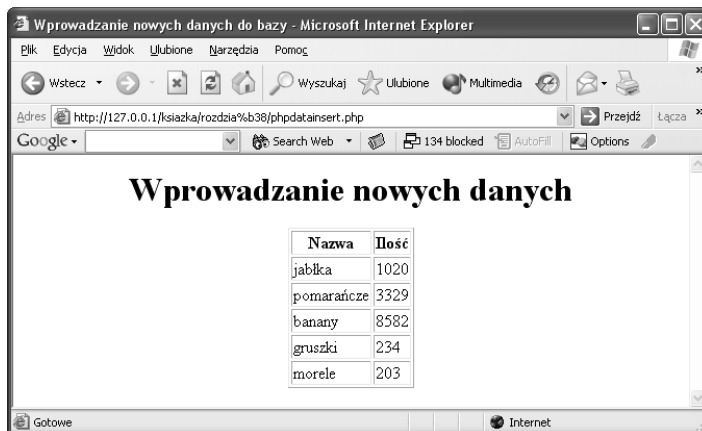 Wprowadzanie nowych danych do bazy - Microsoft Internet Explorer
Plik Edycja Widok Ulubione Narzędzia Pomoc
Wstecz Wyszukaj Ulubione Multimedia
Adres http://127.0.0.1/ksiazka/rozdzia%b38/phpdatainsert.php Przejdź Łącza
Google Search Web 134 blocked AutoFill Options
Wprowadzanie nowych danych
Nazwa Ilość
jabłka 1020
pomarańcze 3329
banany 8582
gruszki 234
morele 203
Gotowe Internet